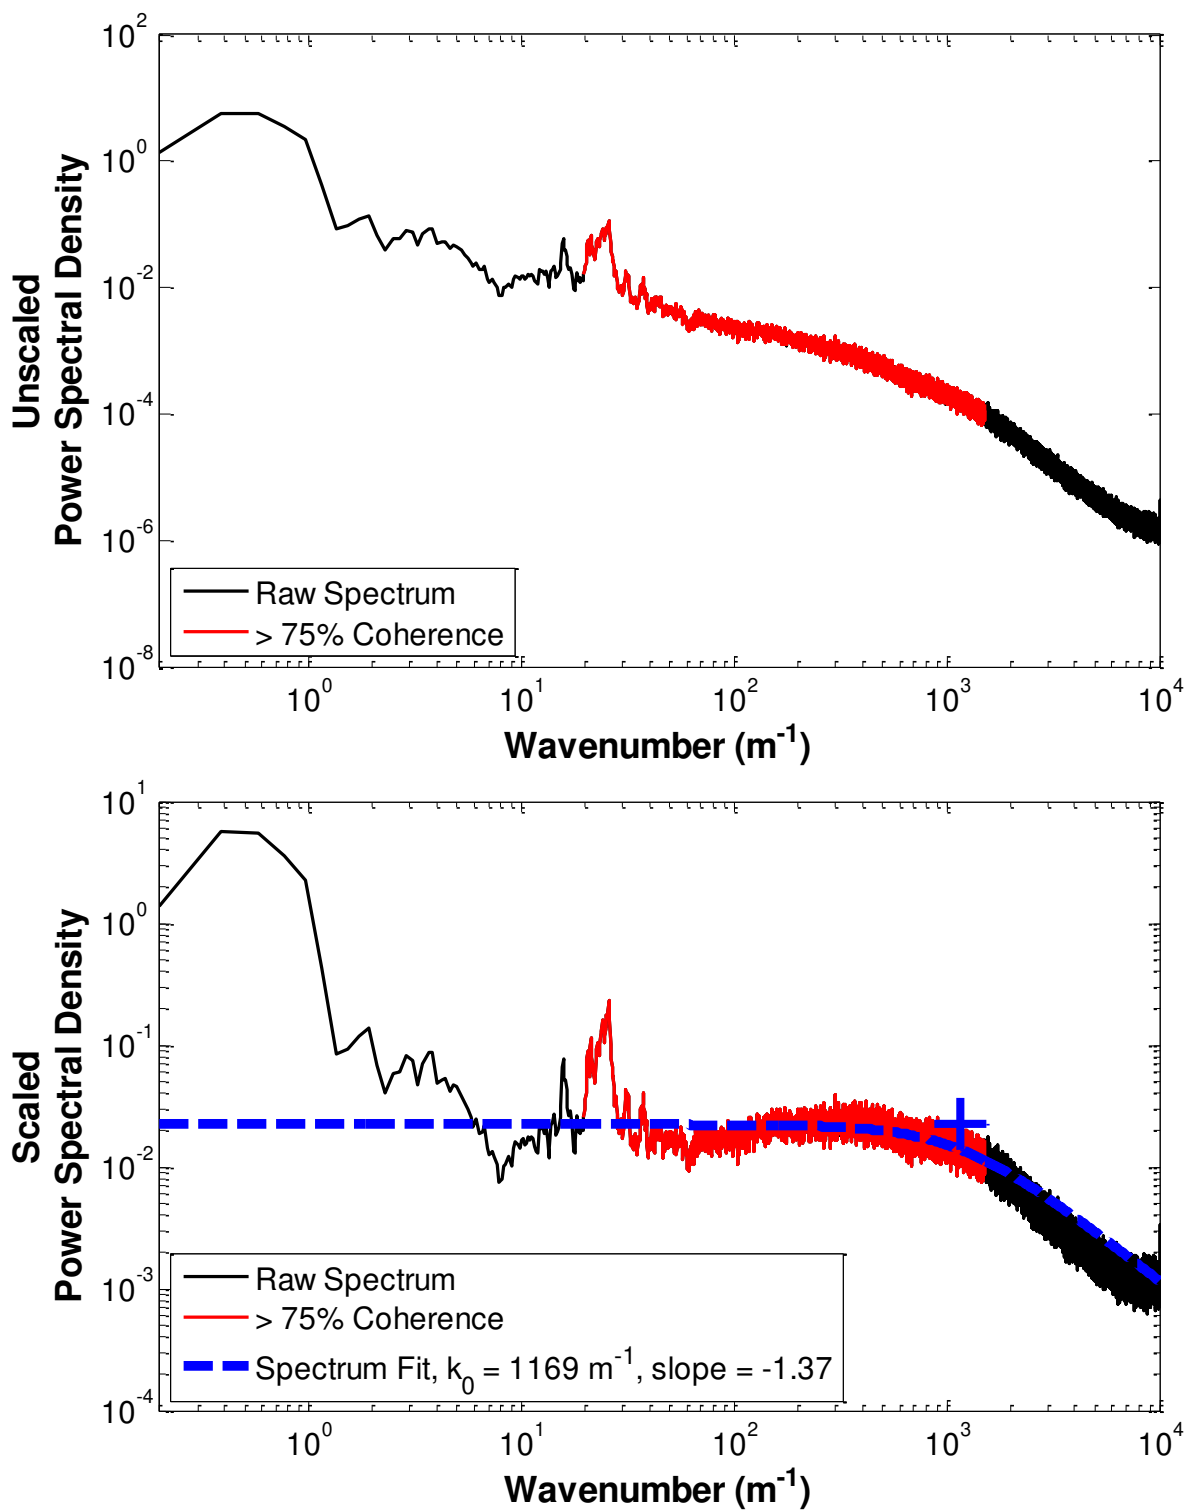 Unscaled
Power Spectral Density
10^2
10^0
10^-2
10^-4
10^-6
10^-8
Raw Spectrum
> 75% Coherence
10^0 10^1 10^2 10^3 10^4
Wavenumber (m^-1)
Scaled
Power Spectral Density
10^1
10^0
10^-1
10^-2
10^-3
10^-4
Raw Spectrum
> 75% Coherence
Spectrum Fit, k_0 = 1169 m^-1, slope = -1.37
10^0 10^1 10^2 10^3 10^4
Wavenumber (m^-1)